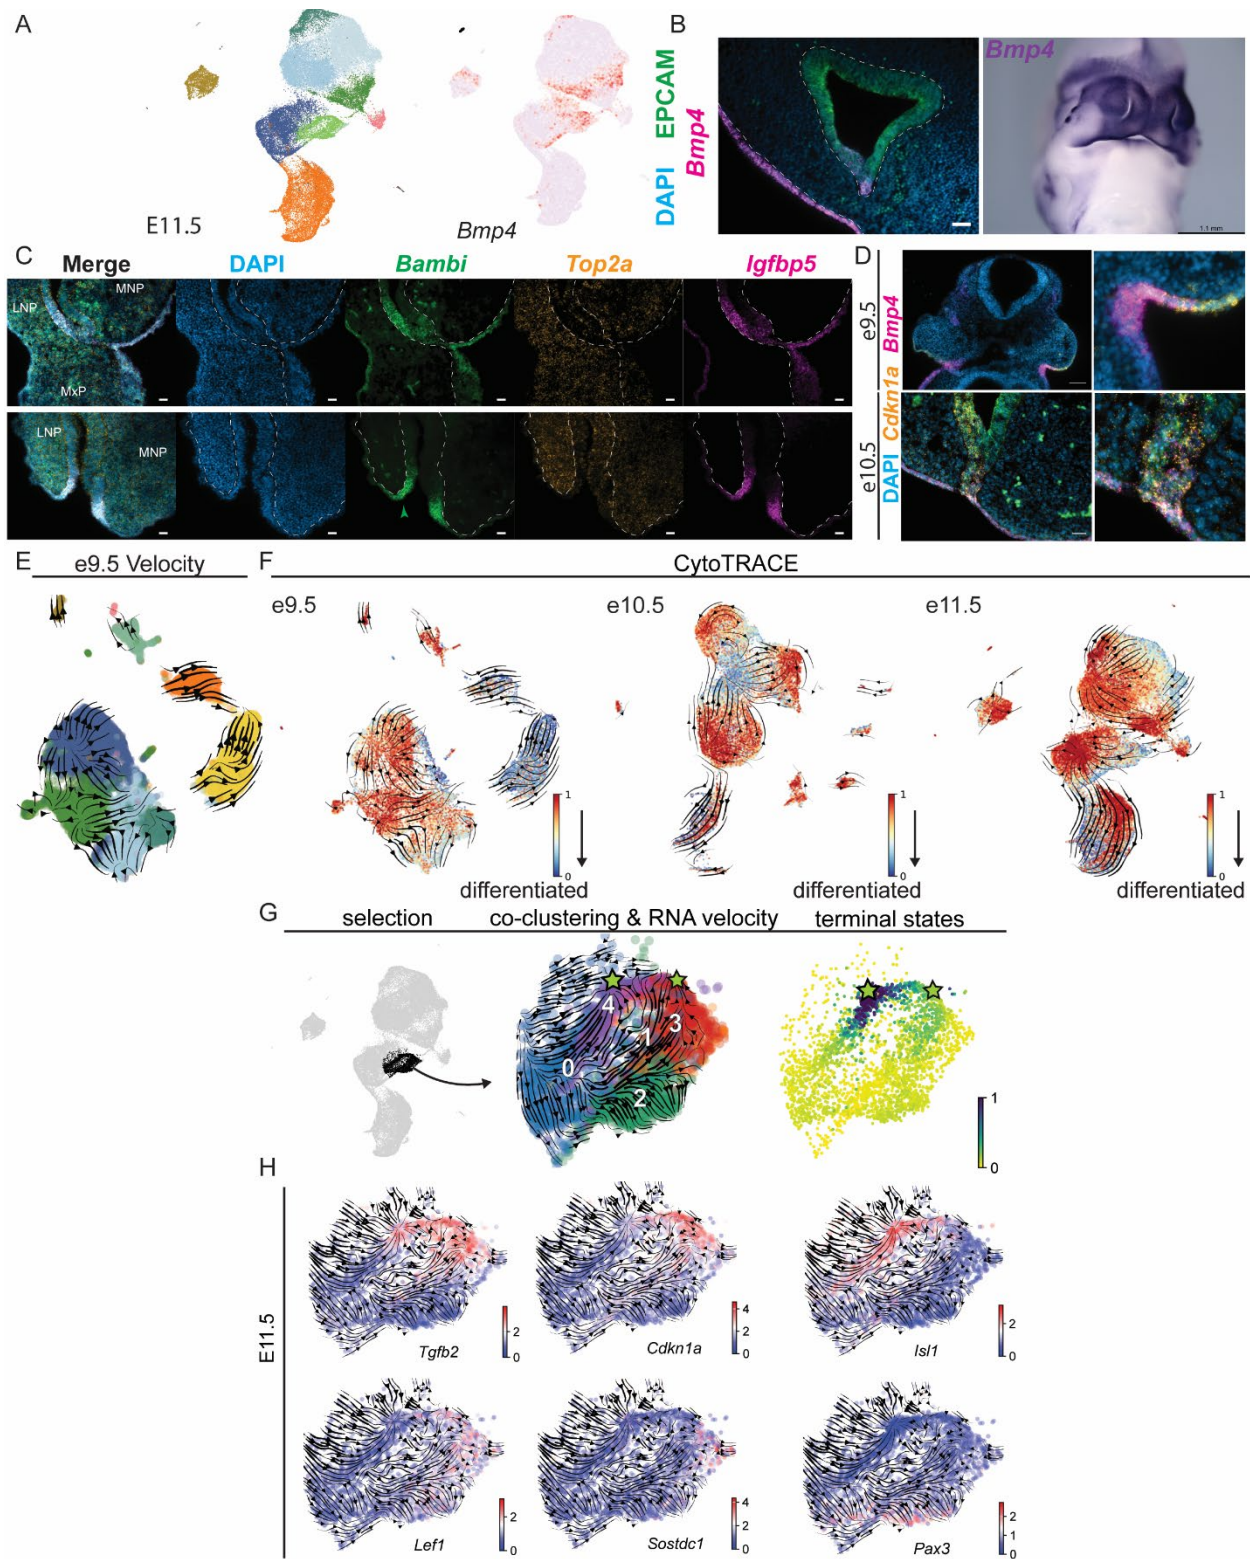 A
E11.5
Bmp4
B
DAPI EPCAM
Bmp4
Bmp4
1.1 mm
C
Merge
DAPI
Bambi
Top2a
Igfbp5
LNP
MNP
MxP
LNP
MNP
D
e9.5
e10.5
DAPI Cdkn1a Bmp4
E
e9.5 Velocity
F
CytoTRACE
e9.5
e10.5
e11.5
1
0
differentiated
1
0
differentiated
1
0
differentiated
G
selection
co-clustering & RNA velocity
terminal states
4
1
3
0
2
1
0
H
E11.5
2
0
Tgfb2
4
2
0
Cdkn1a
2
0
Isl1
2
0
Lef1
4
2
0
Sostdc1
2
1
0
Pax3